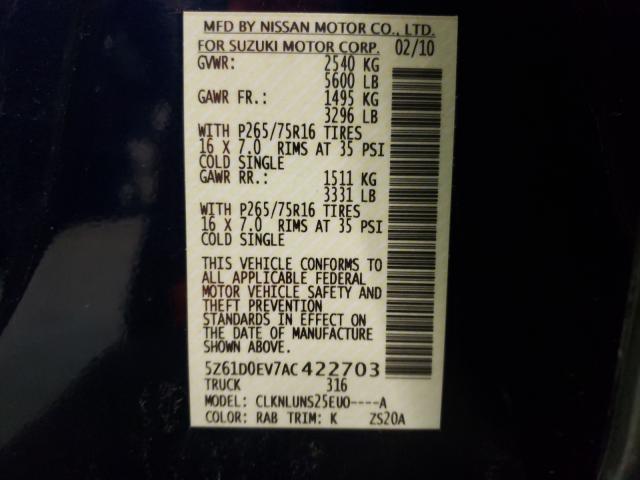 MFD BY NISSAN MOTOR CO., LTD.
FOR SUZUKI MOTOR CORP. 02/10
GVWR: 2540 KG
5600 LB
GAWR FR.: 1495 KG
3296 LB
WITH P265/75R16 TIRES
16 X 7.0 RIMS AT 35 PSI
COLD SINGLE
GAWR RR.: 1511 KG
3331 LB
WITH P265/75R16 TIRES
16 X 7.0 RIMS AT 35 PSI
COLD SINGLE
THIS VEHICLE CONFORMS TO
ALL APPLICABLE FEDERAL
MOTOR VEHICLE SAFETY AND
THEFT PREVENTION
STANDARDS IN EFFECT ON
THE DATE OF MANUFACTURE
SHOWN ABOVE.
5Z61D0EV7AC422703
TRUCK 316
MODEL: CLKNLUNS25EUO----A
COLOR: RAB TRIM: K ZS20A